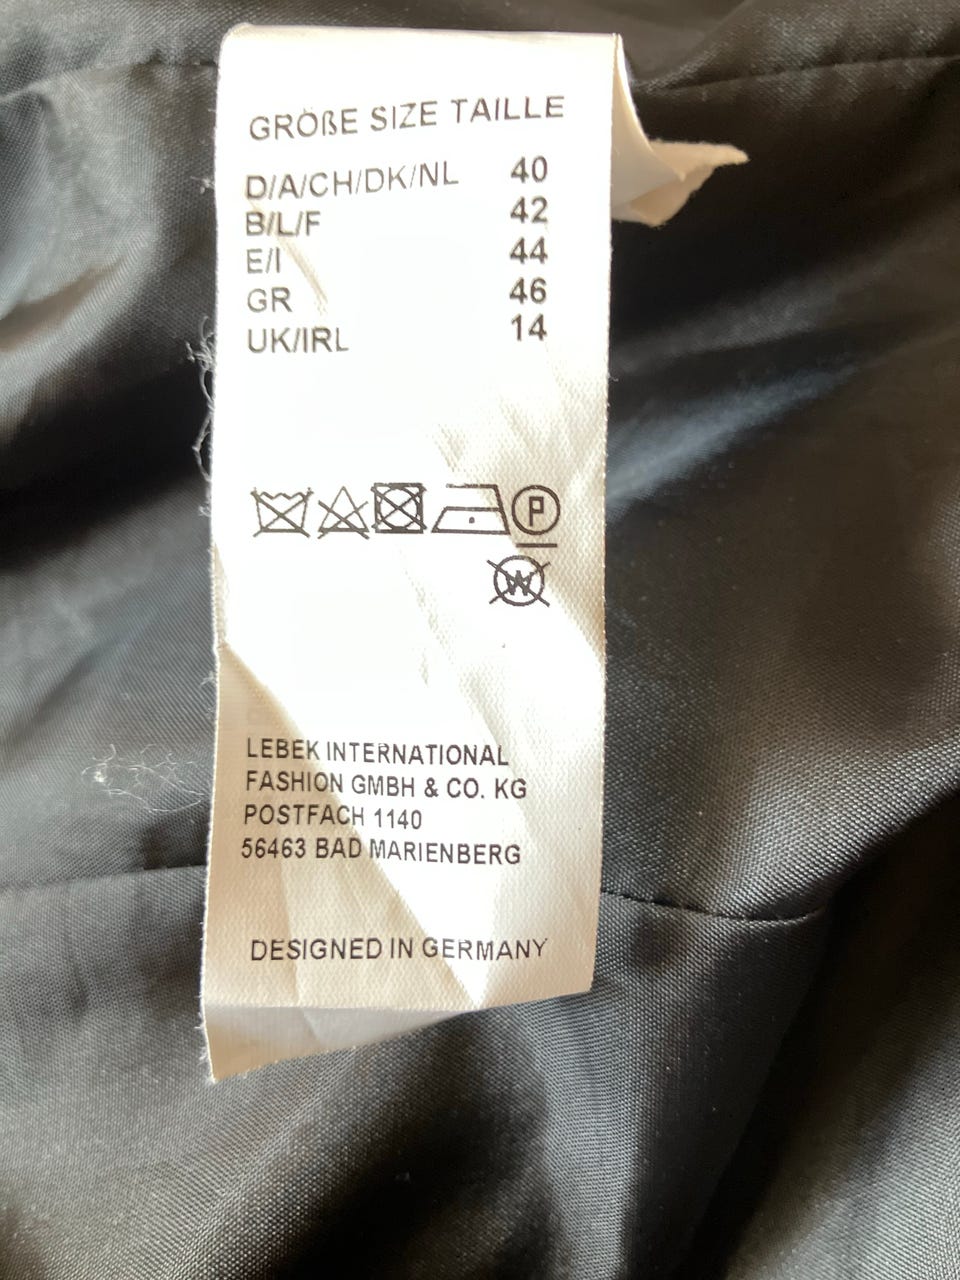 GRÖßE SIZE TAILLE
D/A/CH/DK/NL 40
B/L/F 42
E/I 44
GR 46
UK/IRL 14
P
W
LEBEK INTERNATIONAL
FASHION GMBH & CO. KG
POSTFACH 1140
56463 BAD MARIENBERG
DESIGNED IN GERMANY